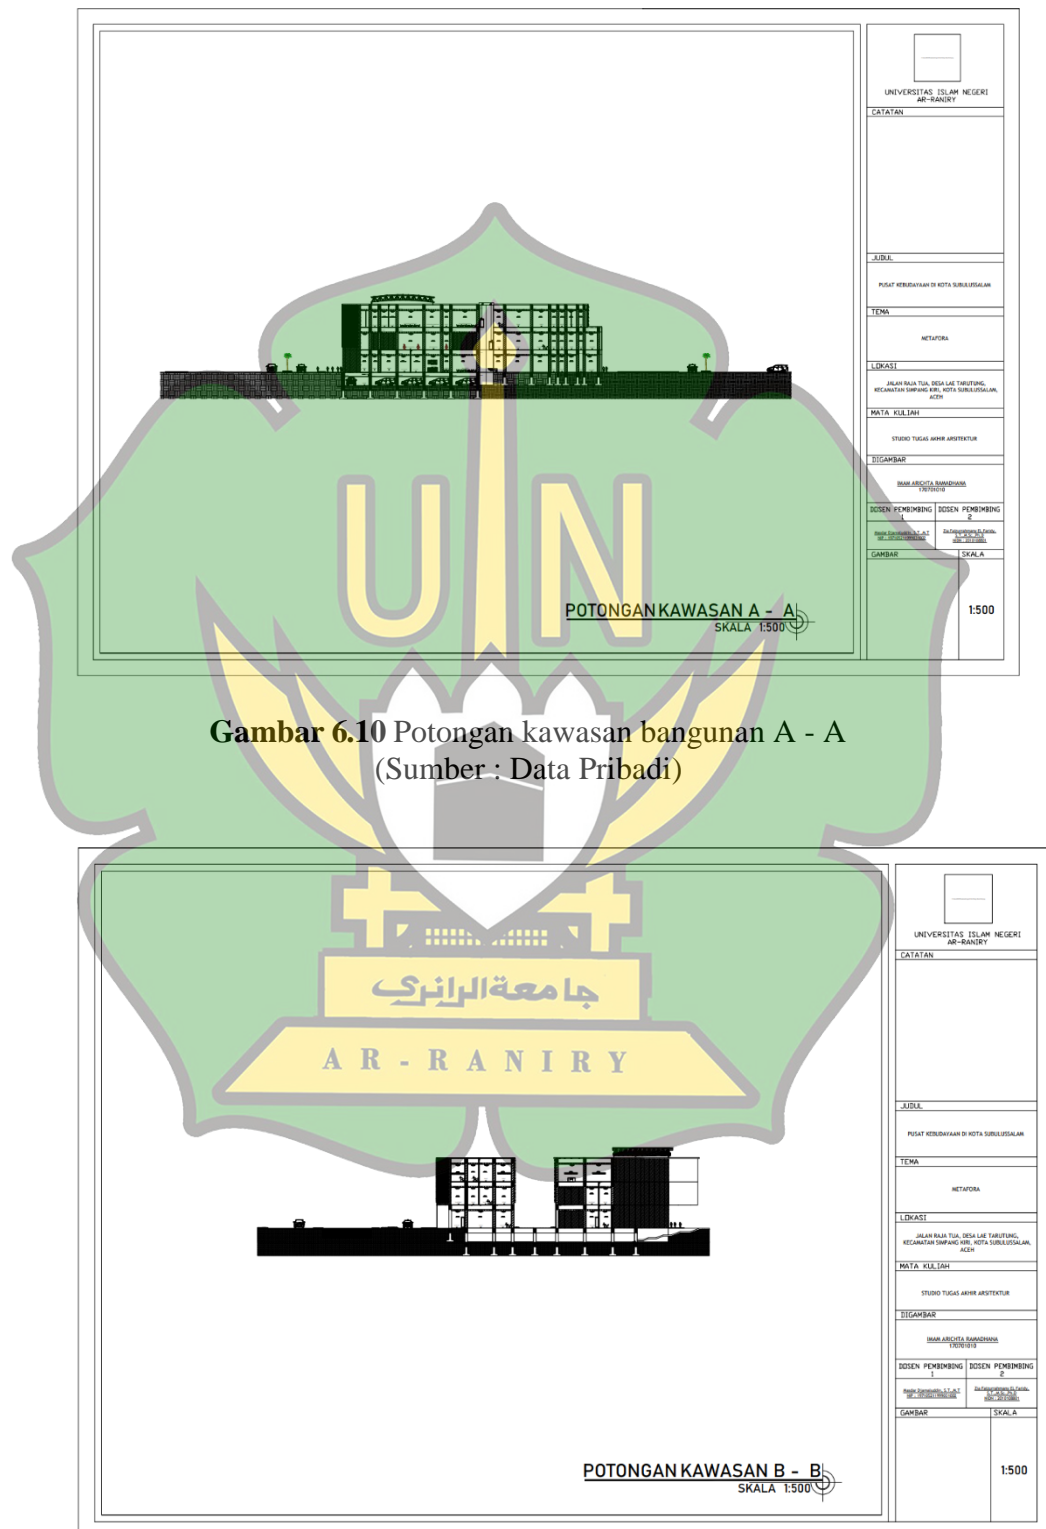 UNIVERSITAS ISLAM NEGERI
AR-RANIRY
CATATAN
JUDUL
PUSAT KEBUDAYAAN DI KOTA SUBULUSSALAM
TEMA
METAFORA
LOKASI
JALAN RAJA TUA, DESA LAE TARUTUNG,
KECAMATAN SIMPANG KIRI, KOTA SUBULUSSALAM,
ACEH
MATA KULIAH
STUDIO TUGAS AKHIR ARSITEKTUR
DIGAMBAR
IMAM ARICHTA RAMADHANA
170701010
DOSEN PEMBIMBING
1
DOSEN PEMBIMBING
2
GAMBAR
SKALA
1:500
POTONGAN KAWASAN A - A
SKALA 1:500
UIN
Gambar 6.10 Potongan kawasan bangunan A - A
(Sumber : Data Pribadi)
جامعة الرانري
AR-RANIRY
UNIVERSITAS ISLAM NEGERI
AR-RANIRY
CATATAN
JUDUL
PUSAT KEBUDAYAAN DI KOTA SUBULUSSALAM
TEMA
METAFORA
LOKASI
JALAN RAJA TUA, DESA LAE TARUTUNG,
KECAMATAN SIMPANG KIRI, KOTA SUBULUSSALAM,
ACEH
MATA KULIAH
STUDIO TUGAS AKHIR ARSITEKTUR
DIGAMBAR
IMAM ARICHTA RAMADHANA
170701010
DOSEN PEMBIMBING
1
DOSEN PEMBIMBING
2
GAMBAR
SKALA
1:500
POTONGAN KAWASAN B - B
SKALA 1:500